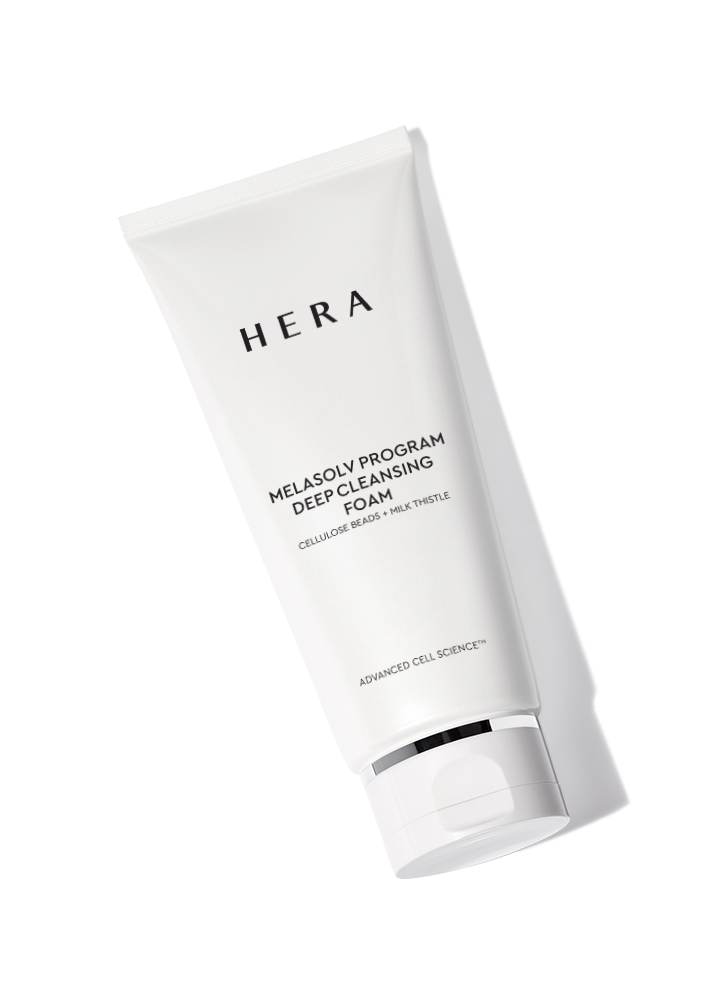 HERA
MELASOLV PROGRAM
DEEP CLEANSING
FOAM
CELLULOSE BEADS + MILK THISTLE
ADVANCED CELL SCIENCE™